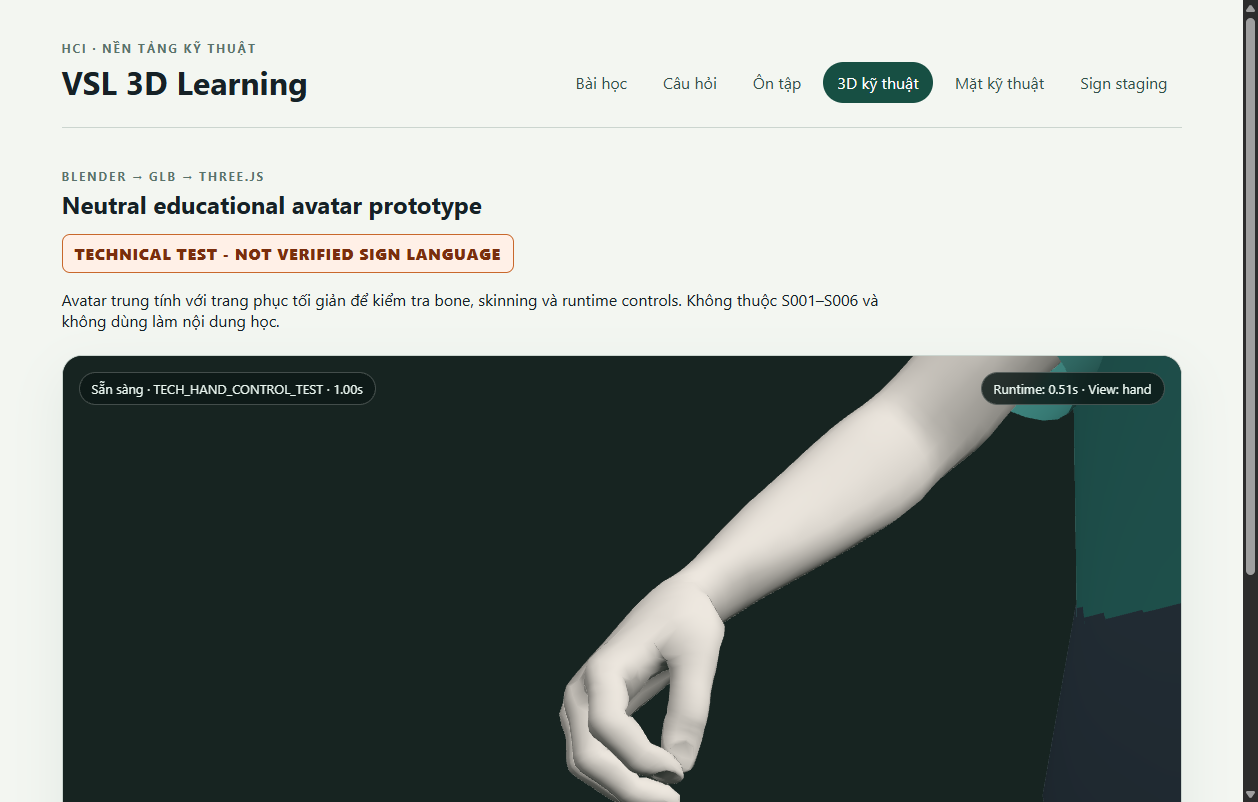 HCI · NỀN TẢNG KỸ THUẬT
VSL 3D Learning
Bài học
Câu hỏi
Ôn tập
3D kỹ thuật
Mặt kỹ thuật
Sign staging
BLENDER → GLB → THREE.JS
Neutral educational avatar prototype
TECHNICAL TEST - NOT VERIFIED SIGN LANGUAGE
Avatar trung tính với trang phục tối giản để kiểm tra bone, skinning và runtime controls. Không thuộc S001–S006 và
không dùng làm nội dung học.
Sẵn sàng · TECH_HAND_CONTROL_TEST · 1.00s
Runtime: 0.51s · View: hand